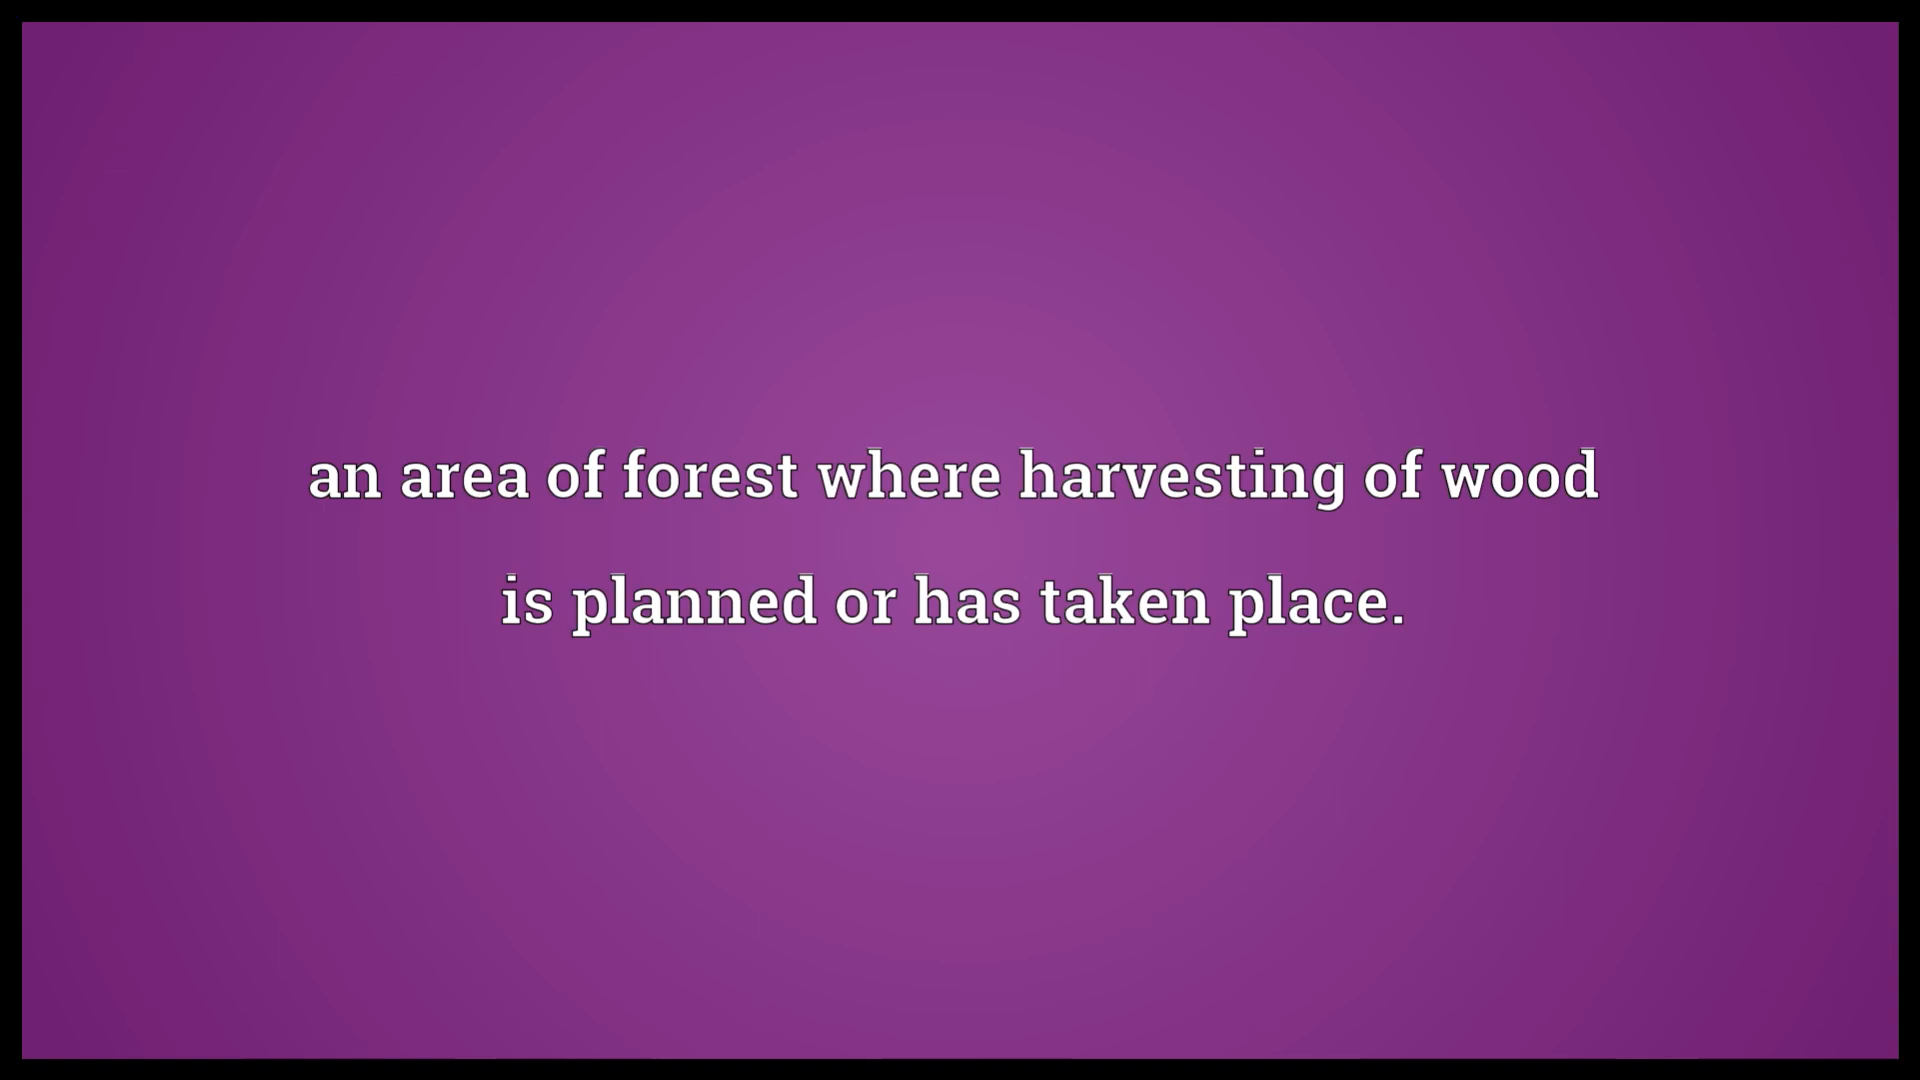 an area of forest where harvesting of wood
is planned or has taken place.